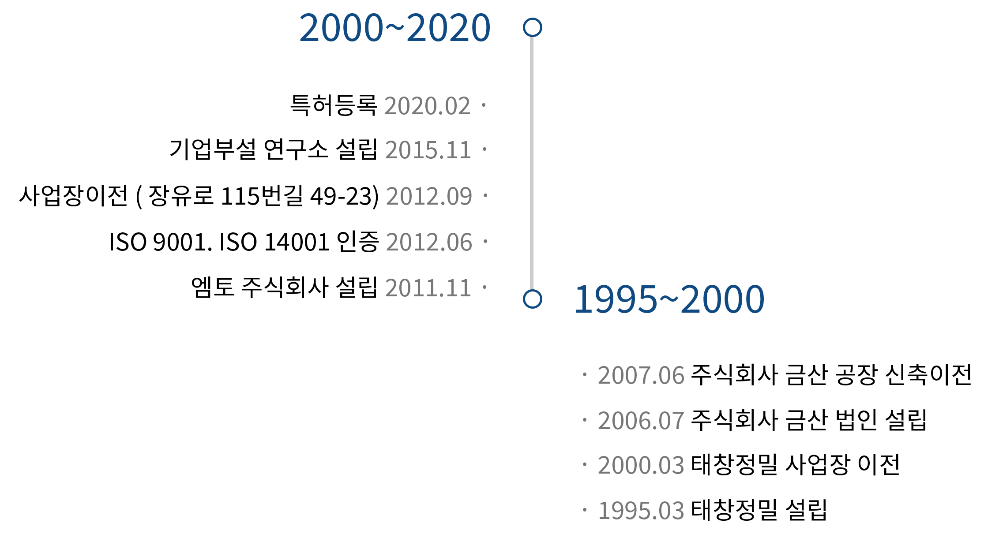 2000~2020
특허등록 2020.02 ·
기업부설 연구소 설립 2015.11 ·
사업장이전 ( 장유로 115번길 49-23) 2012.09 ·
ISO 9001. ISO 14001 인증 2012.06 ·
엠토 주식회사 설립 2011.11 ·
1995~2000
· 2007.06 주식회사 금산 공장 신축이전
· 2006.07 주식회사 금산 법인 설립
· 2000.03 태창정밀 사업장 이전
· 1995.03 태창정밀 설립